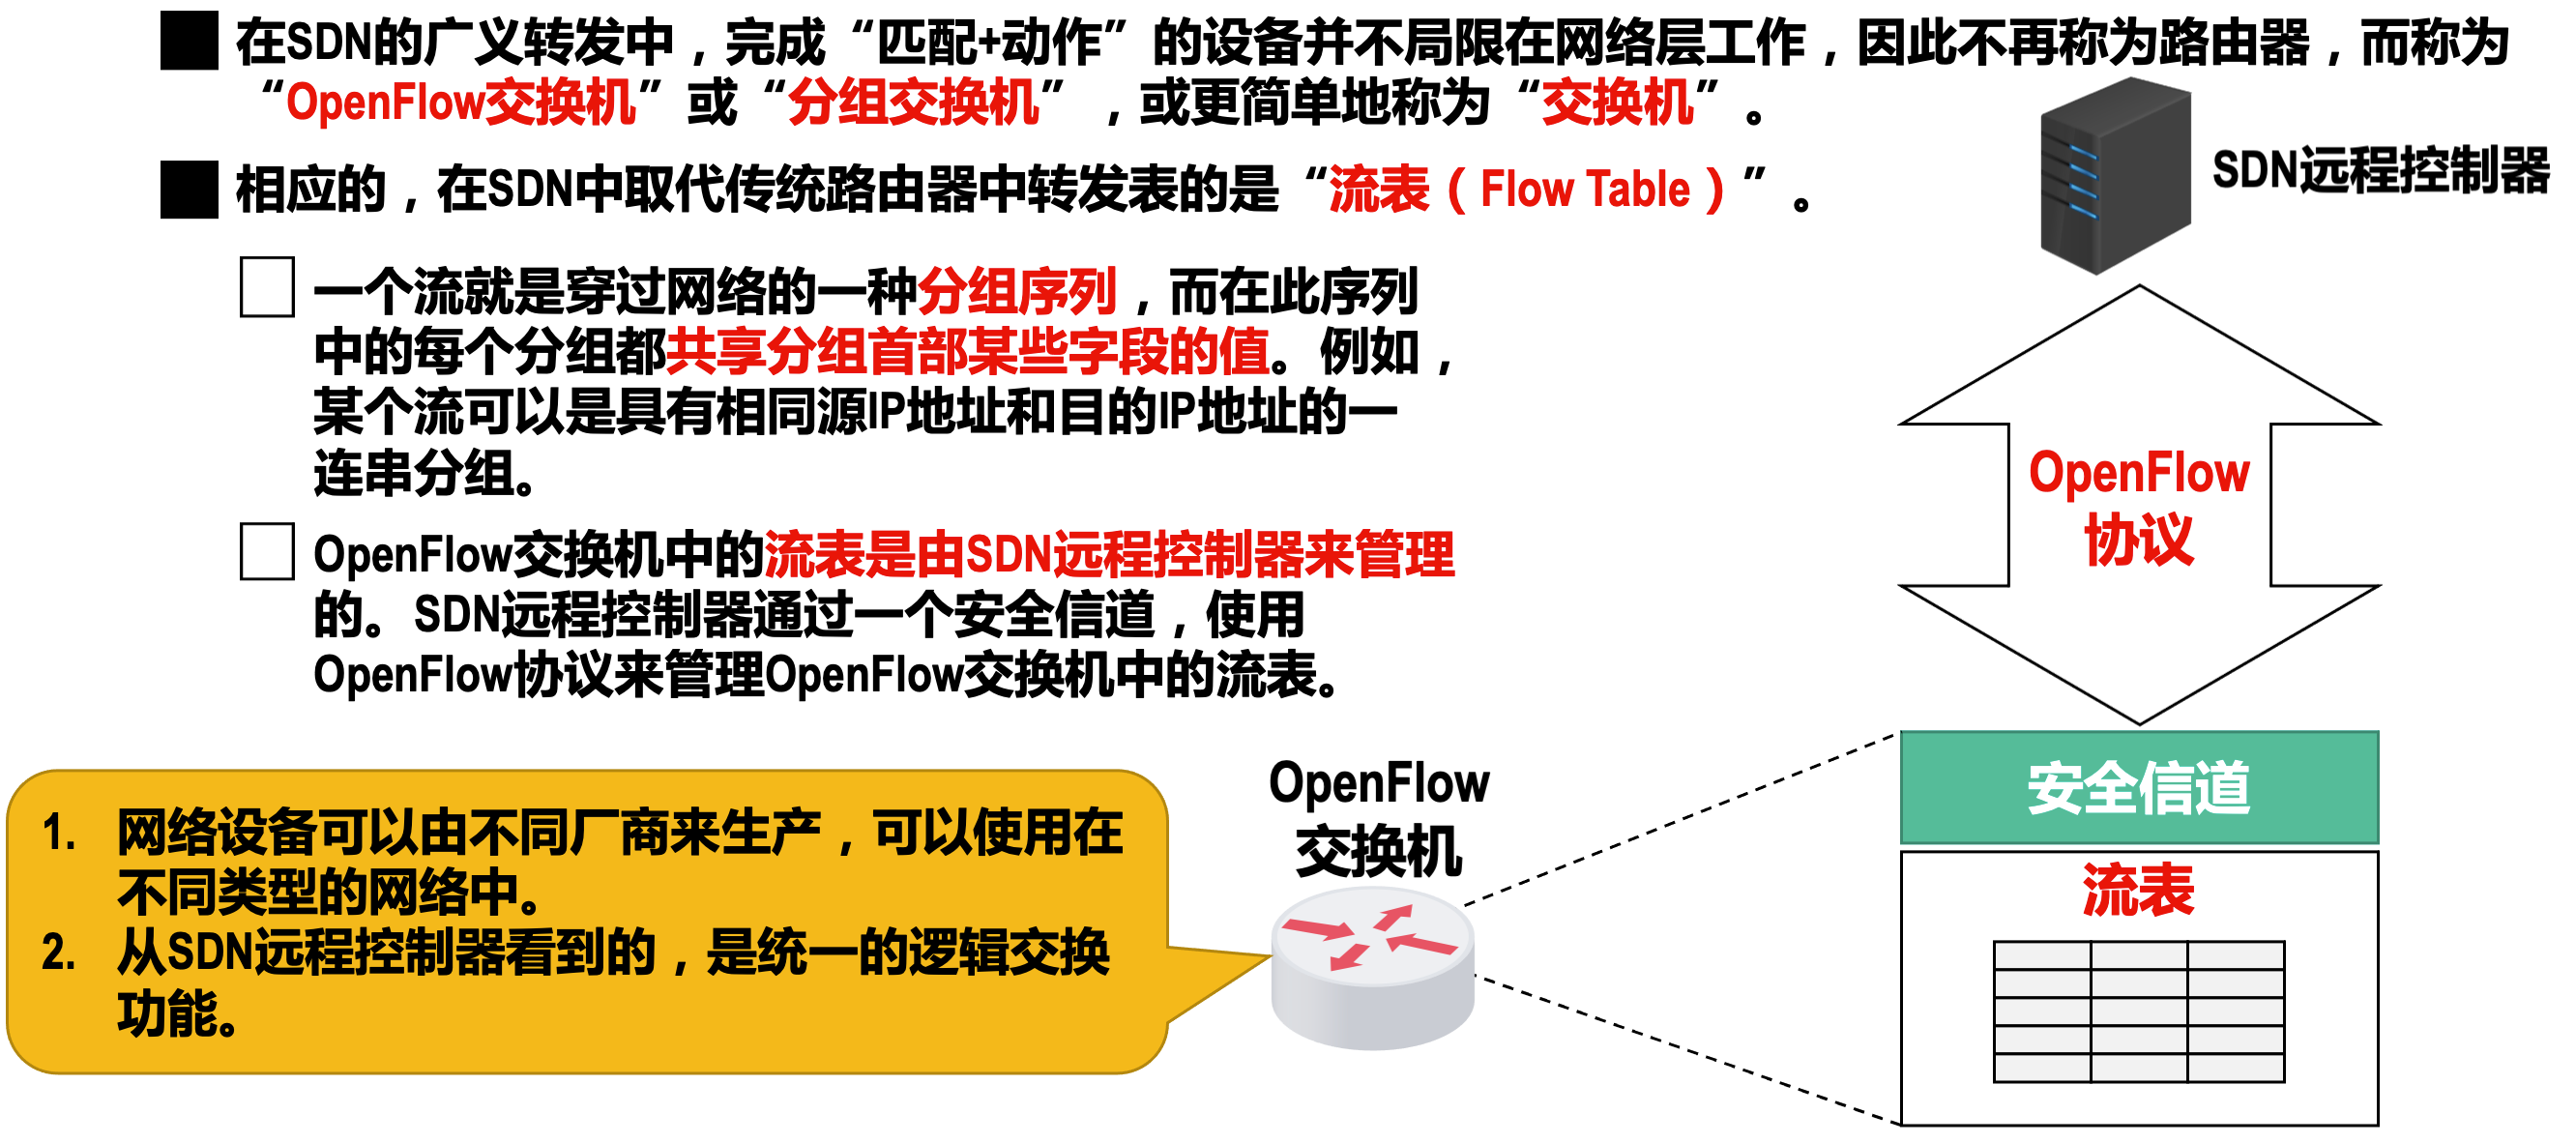 在SDN的广义转发中，完成“匹配+动作”的设备并不局限在网络层工作，因此不再称为路由器，而称为
“OpenFlow交换机”或“分组交换机”，或更简单地称为“交换机”。
相应的，在SDN中取代传统路由器中转发表的是“流表（Flow Table）”。
SDN远程控制器
一个流就是穿过网络的一种分组序列，而在此序列
中的每个分组都共享分组首部某些字段的值。例如，
某个流可以是具有相同源IP地址和目的IP地址的一
连串分组。
OpenFlow交换机中的流表是由SDN远程控制器来管理
的。SDN远程控制器通过一个安全信道，使用
OpenFlow协议来管理OpenFlow交换机中的流表。
OpenFlow
协议
1. 网络设备可以由不同厂商来生产，可以使用在
不同类型的网络中。
2. 从SDN远程控制器看到的，是统一的逻辑交换
功能。
OpenFlow
交换机
安全信道
流表